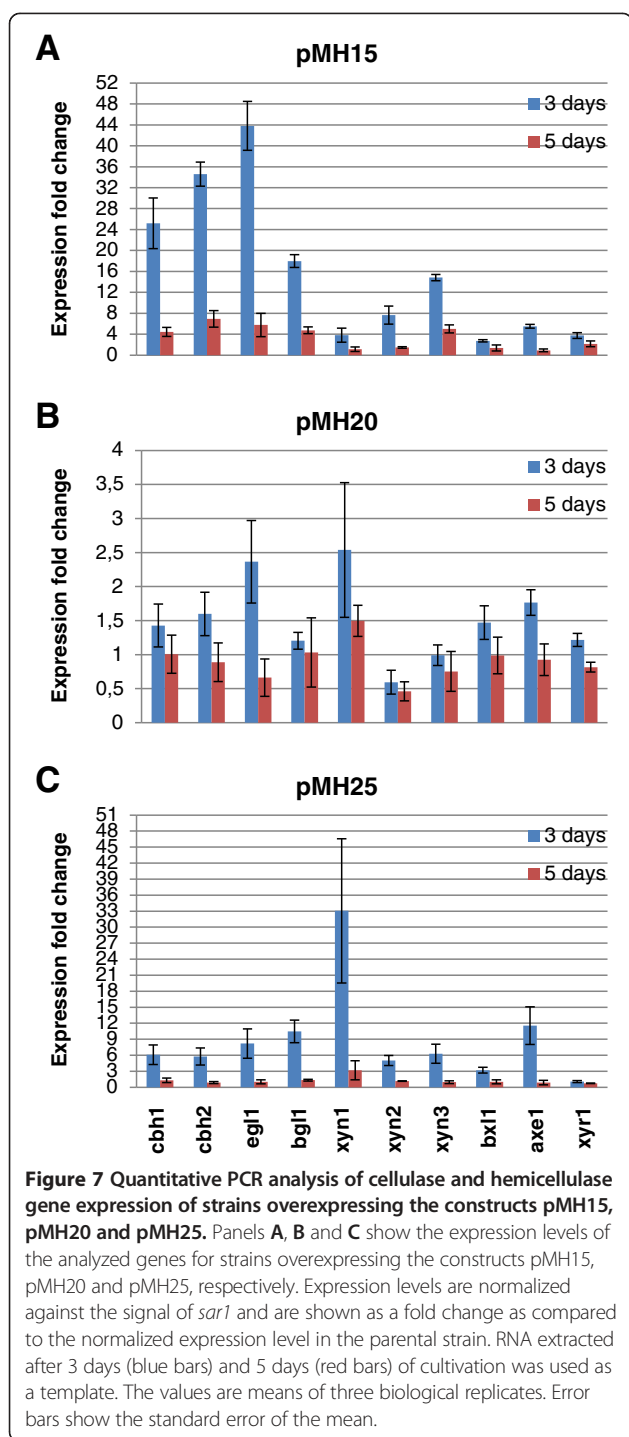 A
pMH15
52
48
44
40
36
32
28
24
20
16
12
8
4
0
Expression fold change
3 days
5 days
B
pMH20
4
3,5
3
2,5
2
1,5
1
0,5
0
Expression fold change
3 days
5 days
C
pMH25
51
48
45
42
39
36
33
30
27
24
21
18
15
12
9
6
3
0
Expression fold change
3 days
5 days
cbh1
cbh2
egl1
bgl1
xyn1
xyn2
xyn3
bxl1
axe1
xyr1
Figure 7 Quantitative PCR analysis of cellulase and hemicellulase
gene expression of strains overexpressing the constructs pMH15,
pMH20 and pMH25. Panels A, B and C show the expression levels of
the analyzed genes for strains overexpressing the constructs pMH15,
pMH20 and pMH25, respectively. Expression levels are normalized
against the signal of sar1 and are shown as a fold change as compared
to the normalized expression level in the parental strain. RNA extracted
after 3 days (blue bars) and 5 days (red bars) of cultivation was used as
a template. The values are means of three biological replicates. Error
bars show the standard error of the mean.